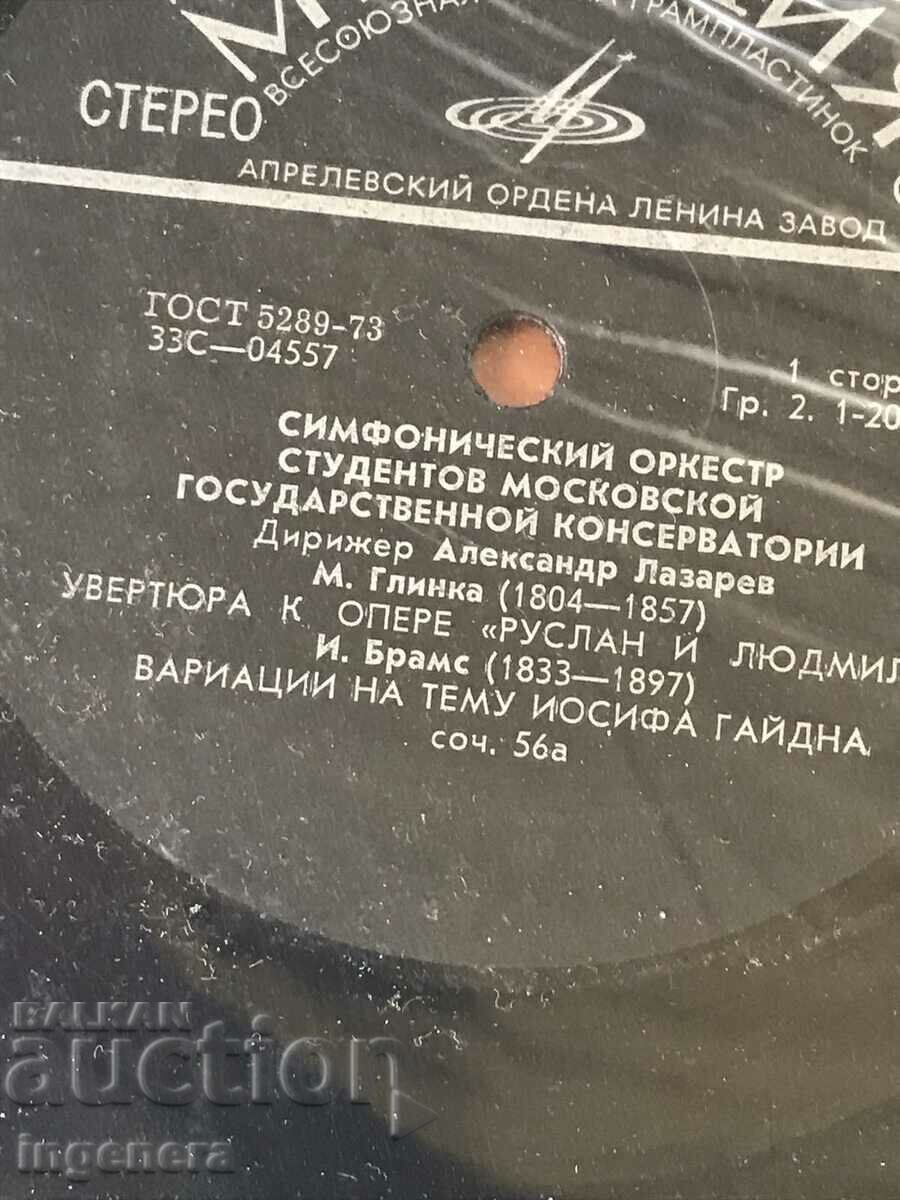 ВСЕСОЮЗНАЯ ГРАМПЛАСТИНОК
СТЕРЕО
АПРЕЛЕВСКИЙ ОРДЕНА ЛЕНИНА ЗАВОД
ГОСТ 5289-73
33С—04557
1 стор
Гр. 2. 1-20
СИМФОНИЧЕСКИЙ ОРКЕСТР
СТУДЕНТОВ МОСКОВСКОЙ
ГОСУДАРСТВЕННОЙ КОНСЕРВАТОРИИ
Дирижер Александр Лазарев
М. Глинка (1804—1857)
УВЕРТЮРА К ОПЕРЕ «РУСЛАН И ЛЮДМИЛ
И. Брамс (1833—1897)
ВАРИАЦИИ НА ТЕМУ ИОСИФА ГАЙДНА
соч. 56а
BALKAN
auction
ingenera